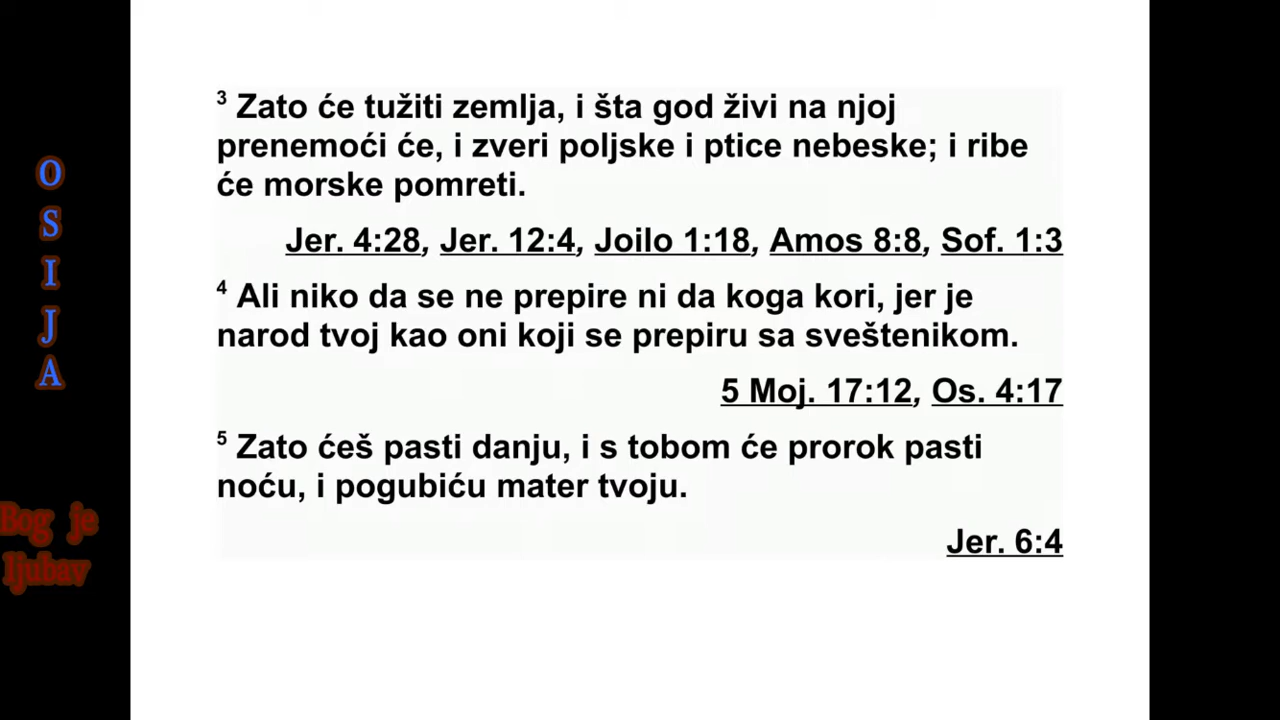 O
S
I
J
A
Bog je
ljubav
3 Zato će tužiti zemlja, i šta god živi na njoj
prenemoći će, i zveri poljske i ptice nebeske; i ribe
će morske pomreti.
Jer. 4:28, Jer. 12:4, Joilo 1:18, Amos 8:8, Sof. 1:3
4 Ali niko da se ne prepire ni da koga kori, jer je
narod tvoj kao oni koji se prepiru sa sveštenikom.
5 Moj. 17:12, Os. 4:17
5 Zato ćeš pasti danju, i s tobom će prorok pasti
noću, i pogubiću mater tvoju.
Jer. 6:4